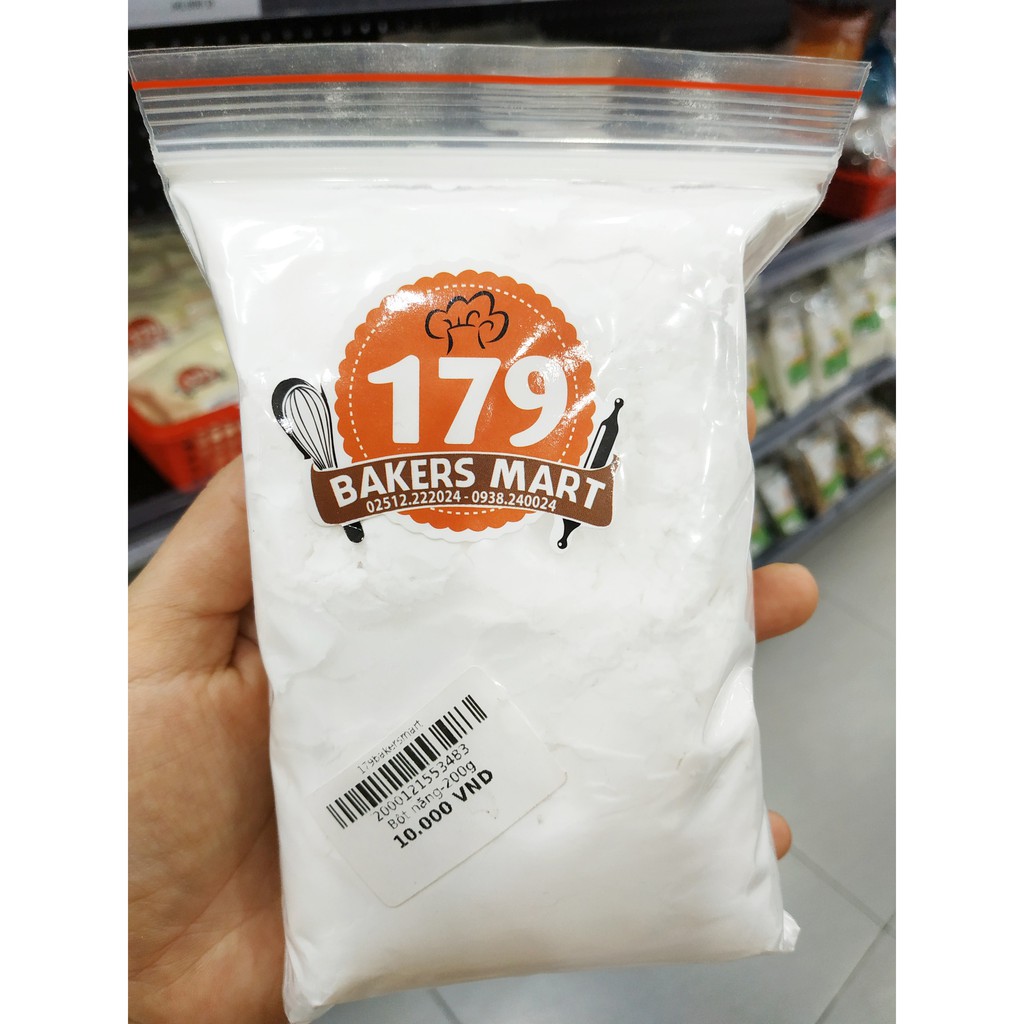 179
BAKERS MART
02512.222024 - 0938.240024
179bakersmart
2000121553483
Bột năng-200g
10.000 VND